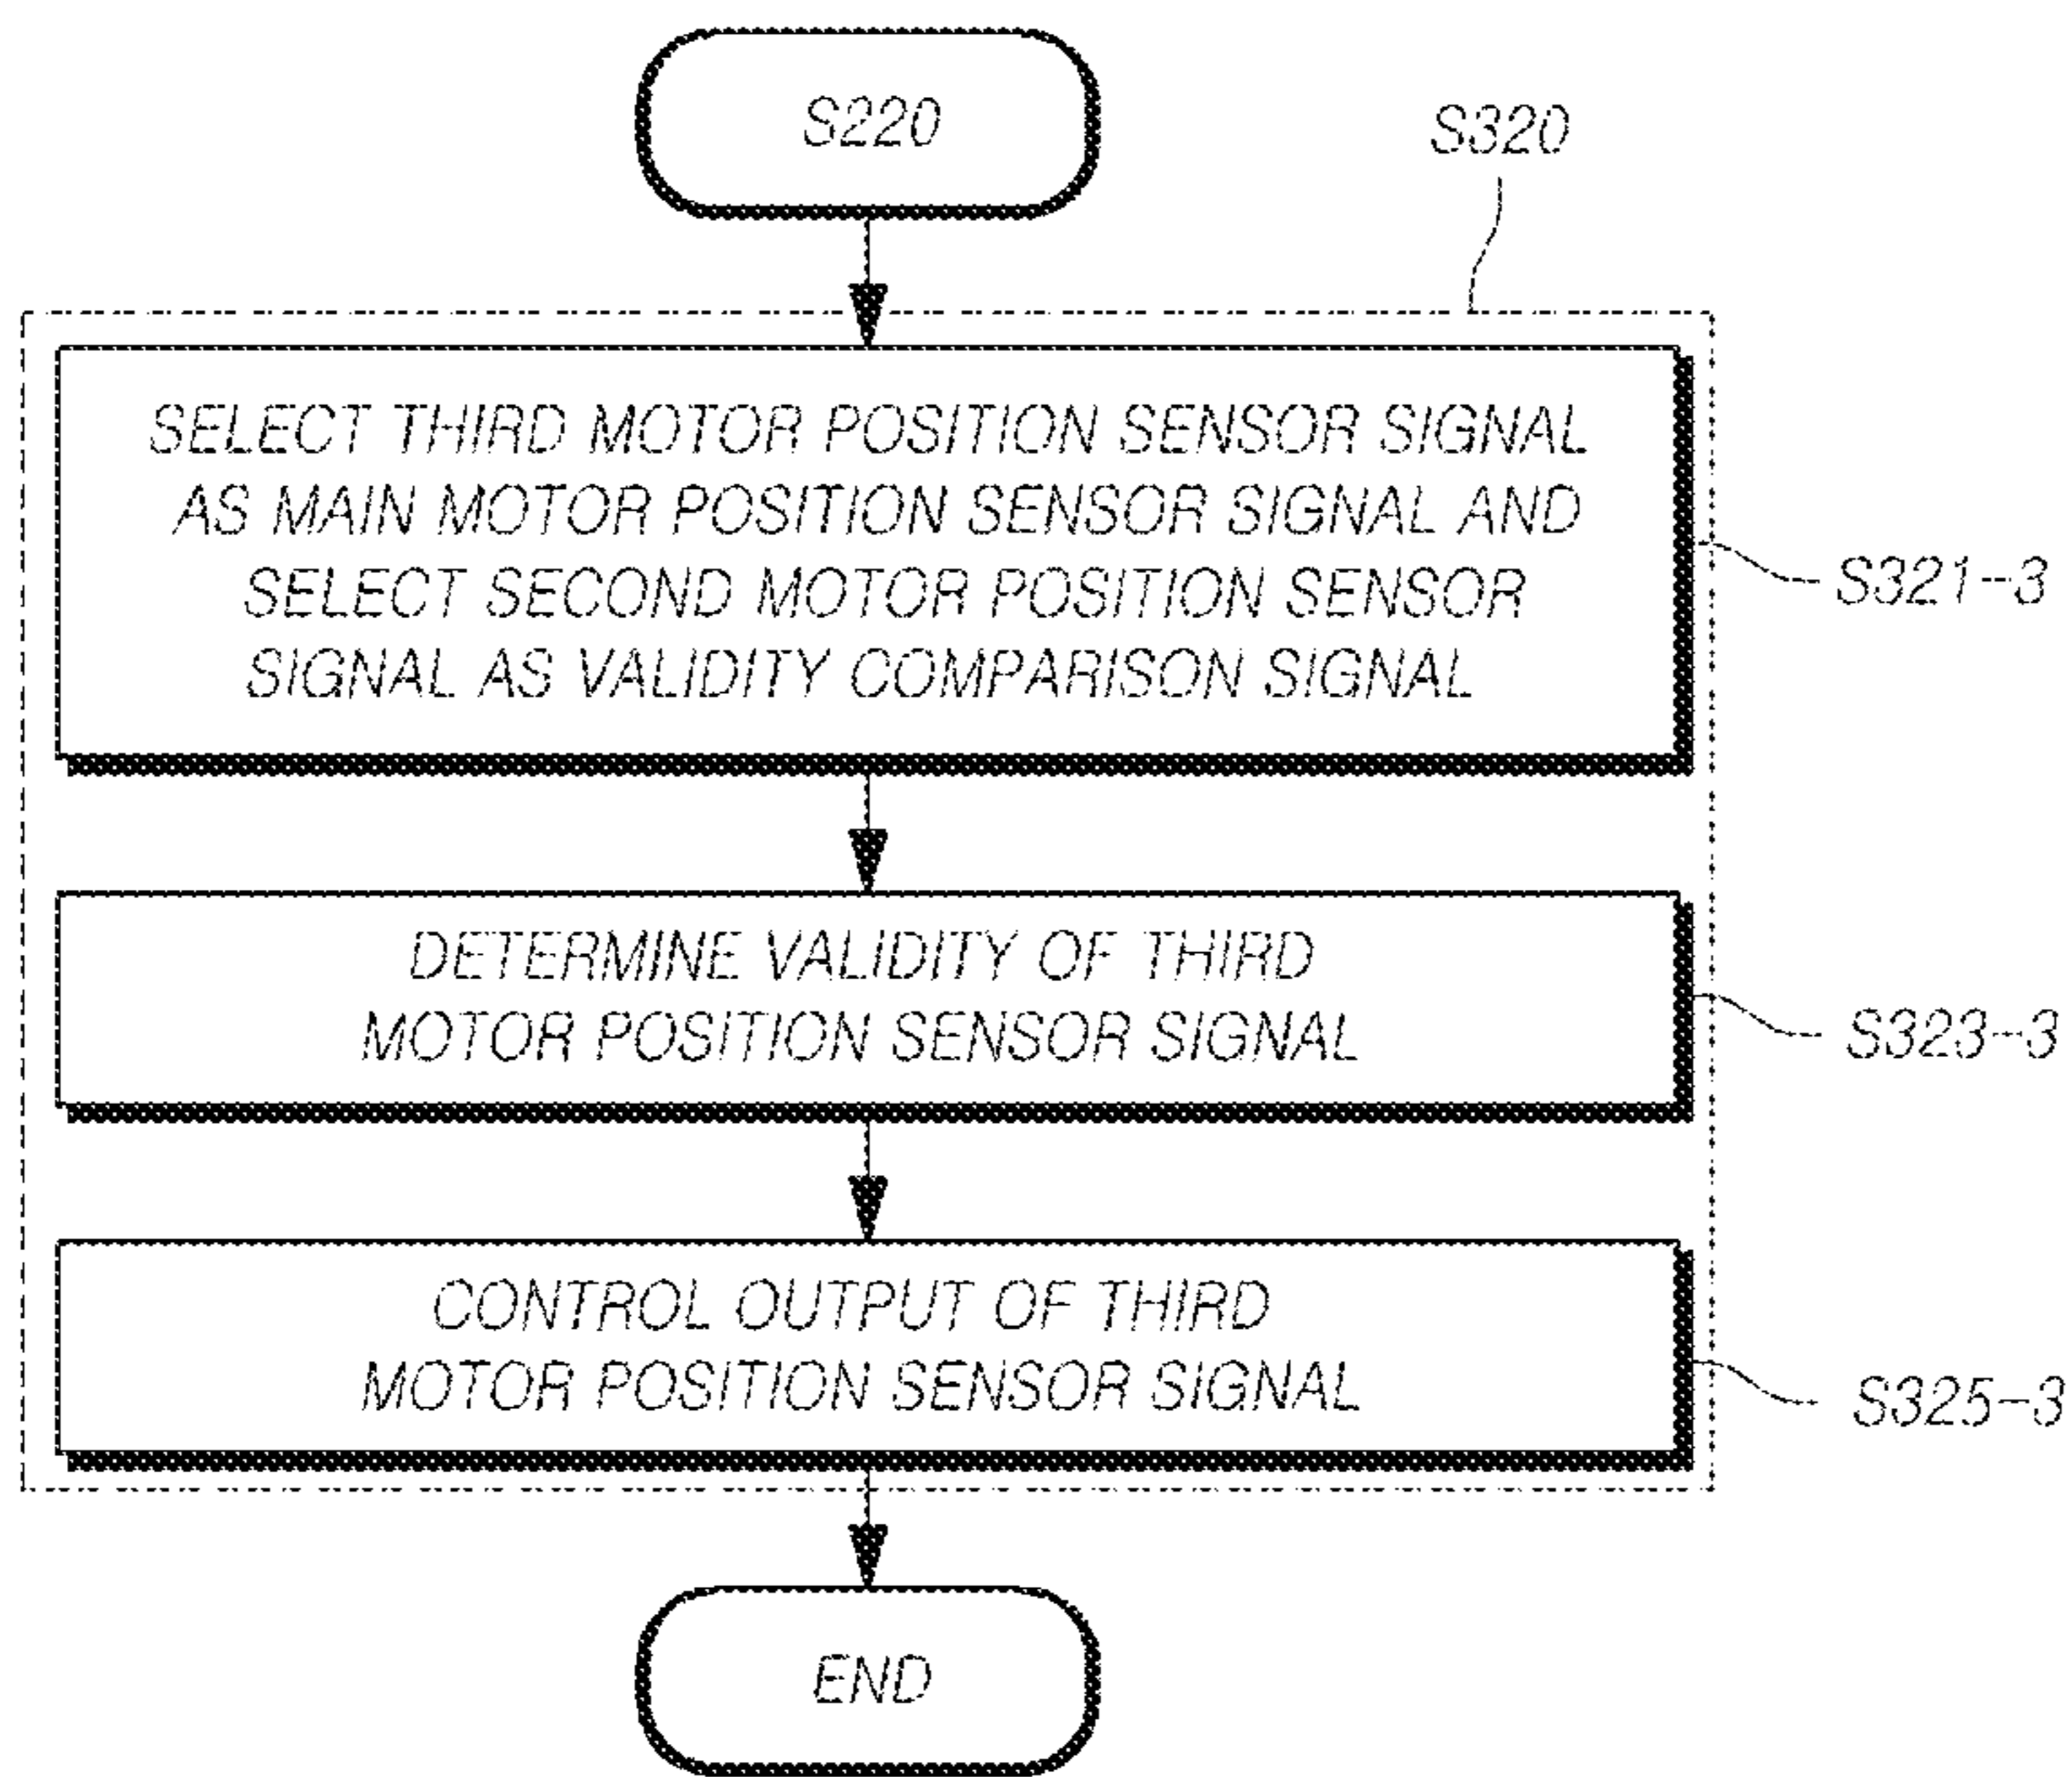 S220
S320
SELECT THIRD MOTOR POSITION SENSOR SIGNAL
AS MAIN MOTOR POSITION SENSOR SIGNAL AND
SELECT SECOND MOTOR POSITION SENSOR
SIGNAL AS VALIDITY COMPARISON SIGNAL
S321-3
DETERMINE VALIDITY OF THIRD
MOTOR POSITION SENSOR SIGNAL
S323-3
CONTROL OUTPUT OF THIRD
MOTOR POSITION SENSOR SIGNAL
S325-3
END